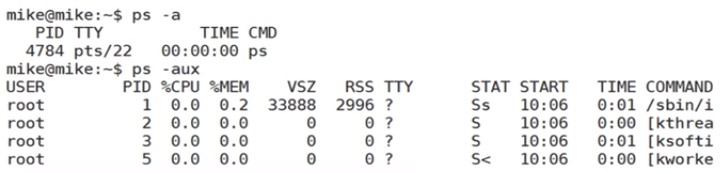 mike@mike:~$ ps -a
  PID TTY          TIME CMD
 4784 pts/22   00:00:00 ps
mike@mike:~$ ps -aux
USER       PID %CPU %MEM    VSZ   RSS TTY      STAT START   TIME COMMAND
root         1  0.0  0.2  33888  2996 ?        Ss   10:06   0:01 /sbin/i
root         2  0.0  0.0      0     0 ?        S    10:06   0:00 [kthrea
root         3  0.0  0.0      0     0 ?        S    10:06   0:01 [ksofti
root         5  0.0  0.0      0     0 ?        S<   10:06   0:00 [kworke